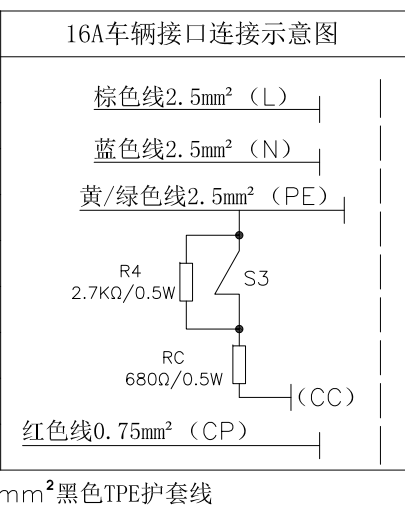 16A车辆接口连接示意图
棕色线2.5mm² (L)
蓝色线2.5mm² (N)
黄/绿色线2.5mm² (PE)
R4
2.7KΩ/0.5W
S3
RC
680Ω/0.5W
(CC)
红色线0.75mm² (CP)
mm²黑色TPE护套线